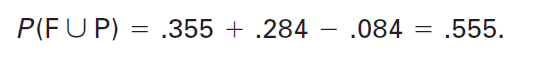 P(F ∪ P) = .355 + .284 − .084 = .555.